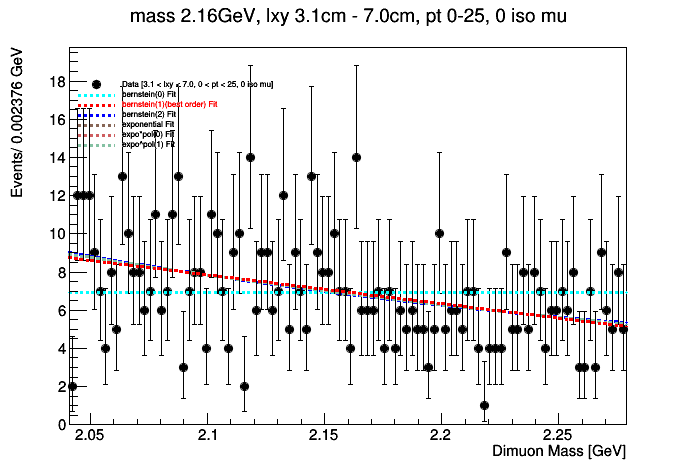 mass 2.16GeV, lxy 3.1cm - 7.0cm, pt 0-25, 0 iso mu
Events/ 0.002376 GeV
Data [3.1 < lxy < 7.0, 0 < pt < 25, 0 iso mu]
bernstein(0) Fit
bernstein(1)(best order) Fit
bernstein(2) Fit
exponential Fit
expo*pol(0) Fit
expo*pol(1) Fit
18
16
14
12
10
8
6
4
2
0
2.05 2.1 2.15 2.2 2.25
Dimuon Mass [GeV]